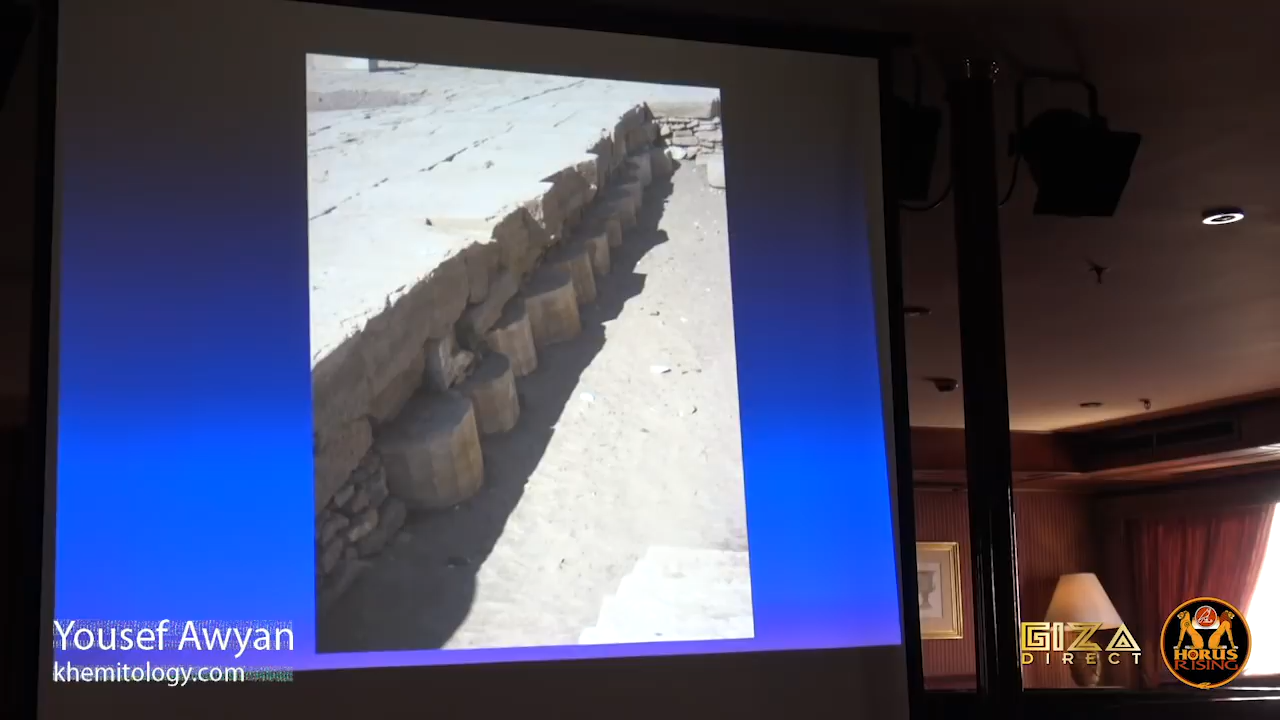 Yousef Awyan
khemitology.com
GIZA
DIRECT
HORUS
RISING